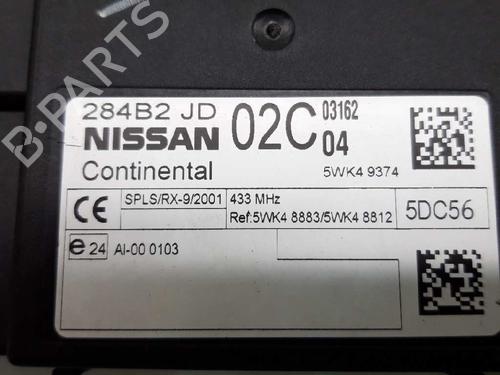 B-PARTS
284B2 JD 02C 03162
NISSAN 04
Continental 5WK4 9374
CE SPLS/RX-9/2001 433 MHz 5DC56
Ref:5WK4 8883/5WK4 8812
e 24 AI-00 0103